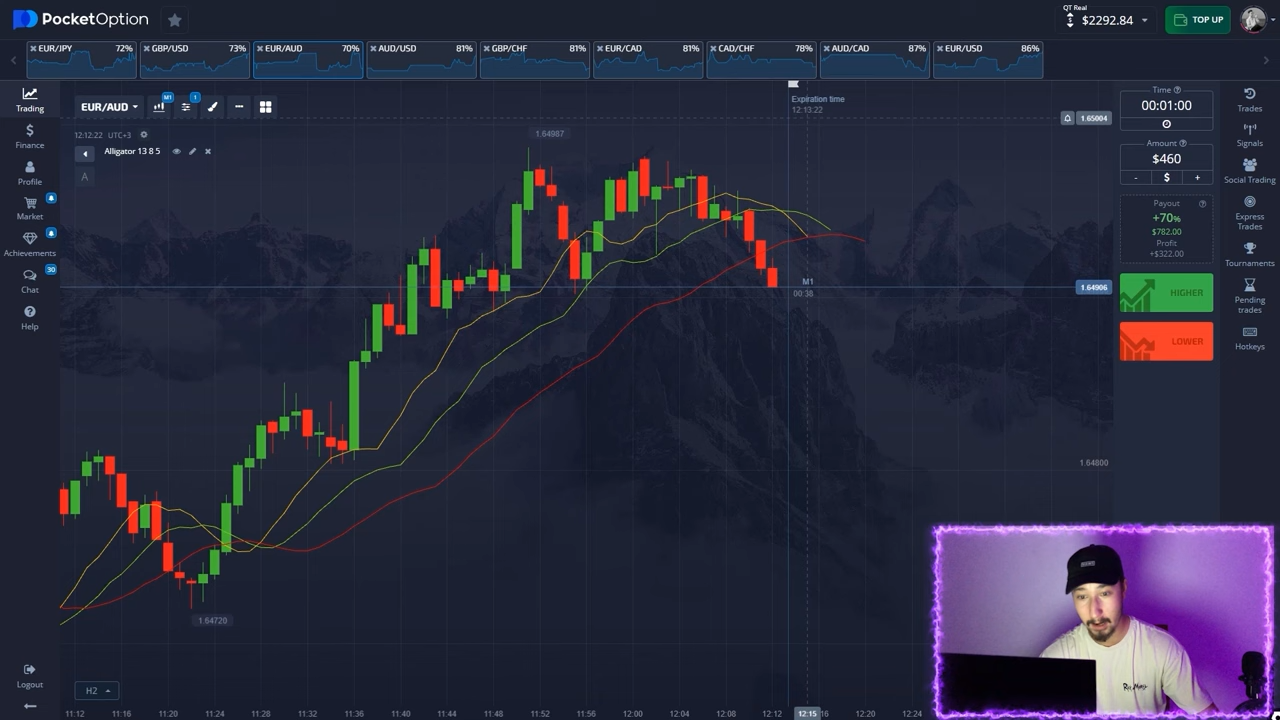 PocketOption
QT Real
$2292.84
TOP UP
EUR/JPY 72%
GBP/USD 73%
EUR/AUD 70%
AUD/USD 81%
GBP/CHF 81%
EUR/CAD 81%
CAD/CHF 78%
AUD/CAD 87%
EUR/USD 86%
Trading
Finance
Profile
Market
Achievements
30
Chat
Help
Logout
EUR/AUD
M1
1
12:12:22 UTC+3
Alligator 13 8 5
A
1.64987
Expiration time
12:13:22
1.65004
M1
00:38
1.64906
1.64800
1.64720
H2
11:12 11:16 11:20 11:24 11:28 11:32 11:36 11:40 11:44 11:48 11:52 11:56 12:00 12:04 12:08 12:12 12:15 16 12:20 12:24
Time
00:01:00
Amount
$460
- $ +
Payout
+70%
$782.00
Profit
+$322.00
HIGHER
LOWER
Trades
Signals
Social Trading
Express
Trades
Tournaments
Pending
trades
Hotkeys